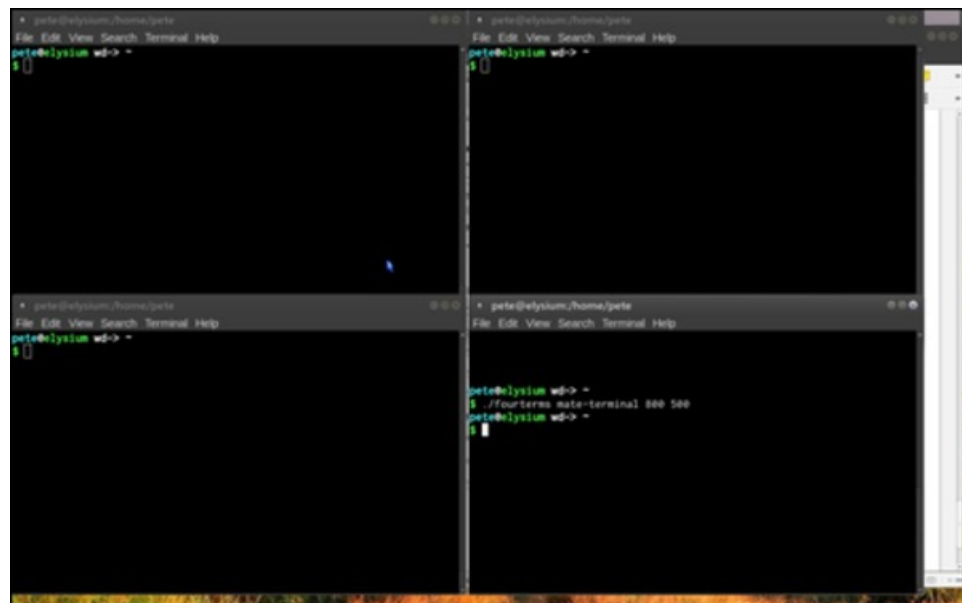 pete@elysium:/home/pete
File Edit View Search Terminal Help
pete@elysium wd-> ~
$
pete@elysium:/home/pete
File Edit View Search Terminal Help
pete@elysium wd-> ~
$
pete@elysium:/home/pete
File Edit View Search Terminal Help
pete@elysium wd-> ~
$
pete@elysium:/home/pete
File Edit View Search Terminal Help
pete@elysium wd-> ~
$ ./fourterms mate-terminal 800 500
pete@elysium wd-> ~
$